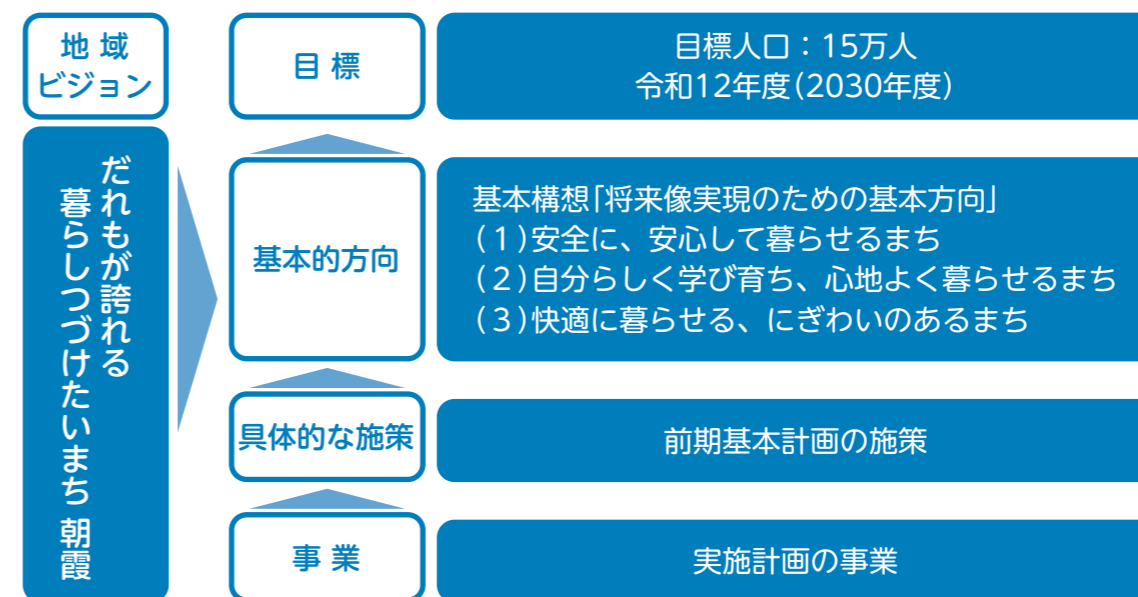 地域
ビジョン
だれもが誇れる
暮らしつづけたいまち 朝霞
目標
目標人口：15万人
令和12年度（2030年度）
基本的方向
基本構想「将来像実現のための基本方向」
（1）安全に、安心して暮らせるまち
（2）自分らしく学び育ち、心地よく暮らせるまち
（3）快適に暮らせる、にぎわいのあるまち
具体的な施策
前期基本計画の施策
事業
実施計画の事業